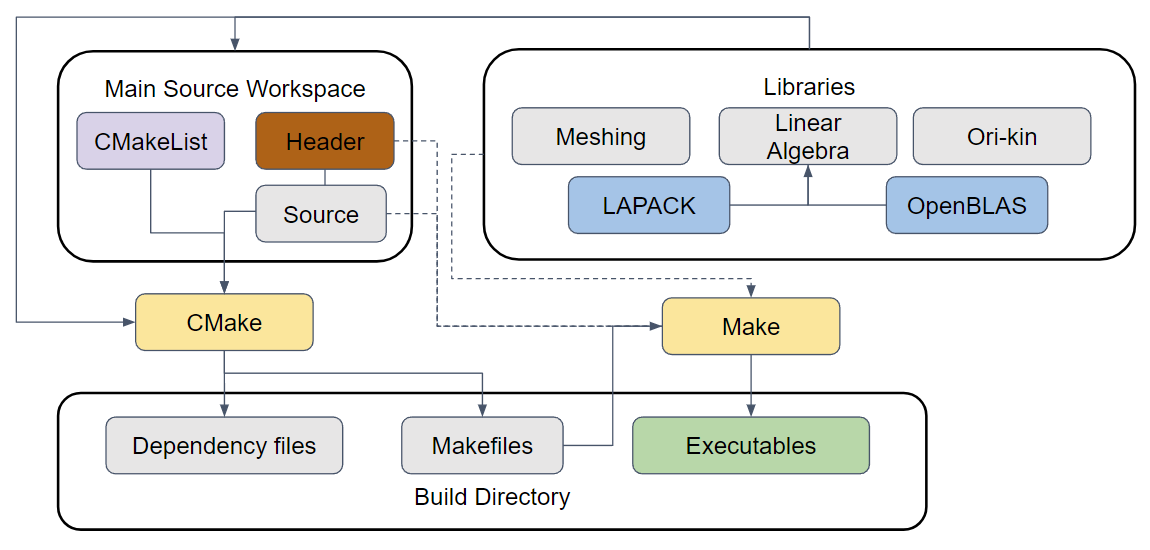 Main Source Workspace
CMakeList
Header
Source
Libraries
Meshing
Linear
Algebra
Ori-kin
LAPACK
OpenBLAS
CMake
Make
Dependency files
Makefiles
Executables
Build Directory